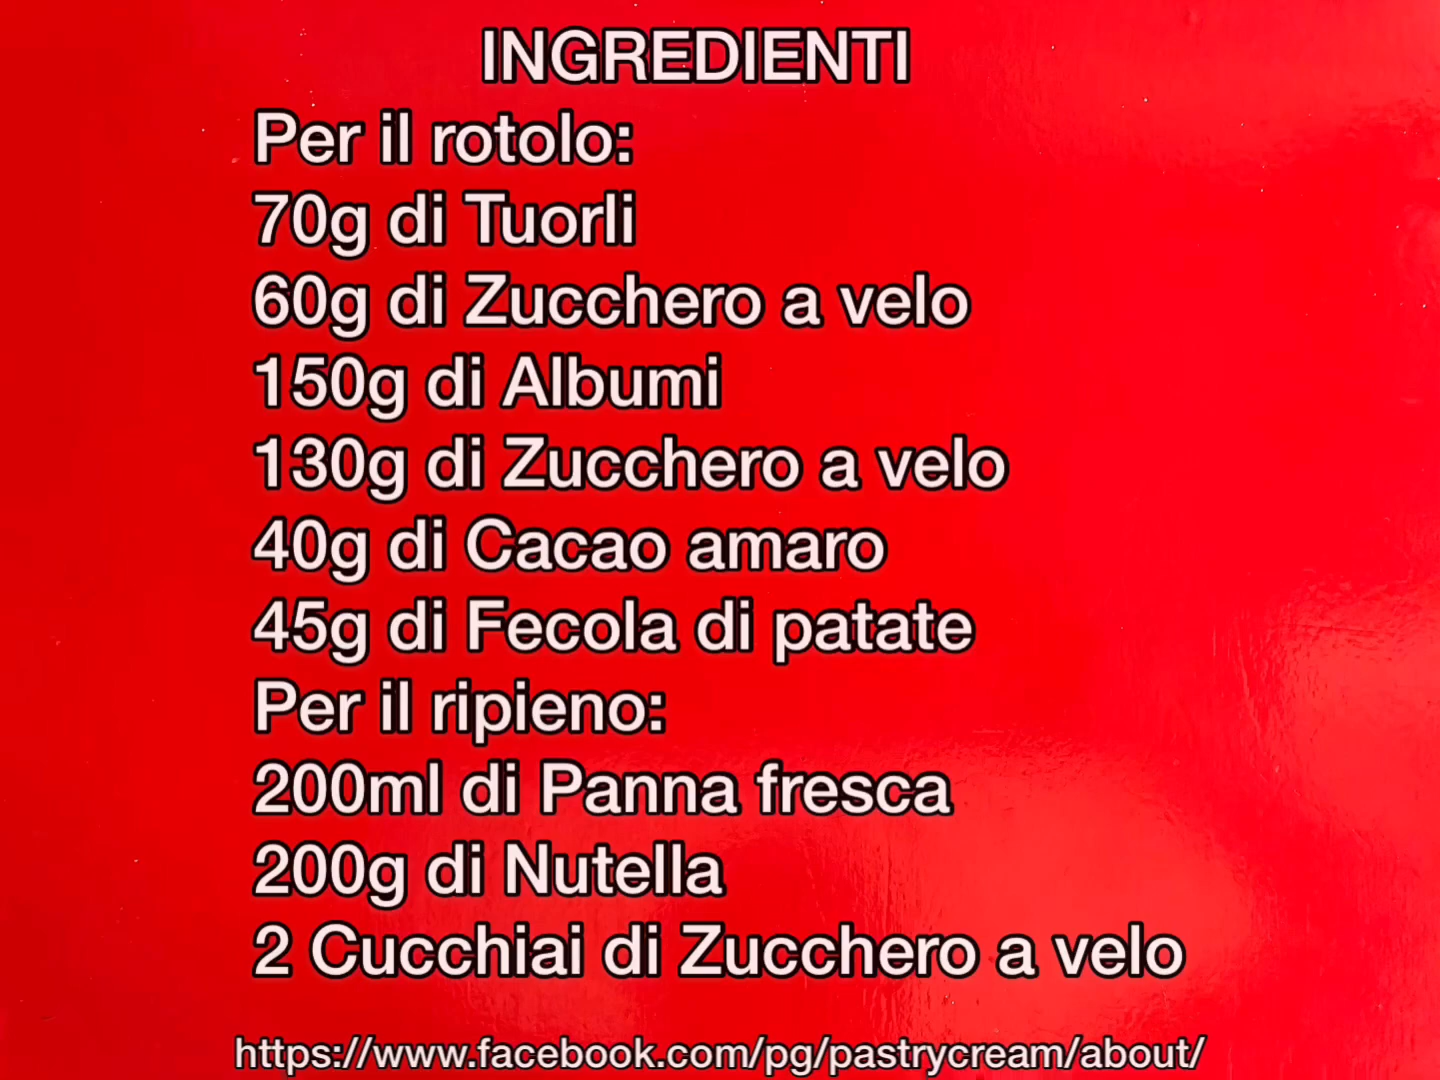 INGREDIENTI
Per il rotolo:
70g di Tuorli
60g di Zucchero a velo
150g di Albumi
130g di Zucchero a velo
40g di Cacao amaro
45g di Fecola di patate
Per il ripieno:
200ml di Panna fresca
200g di Nutella
2 Cucchiai di Zucchero a velo
https://www.facebook.com/pg/pastrycream/about/